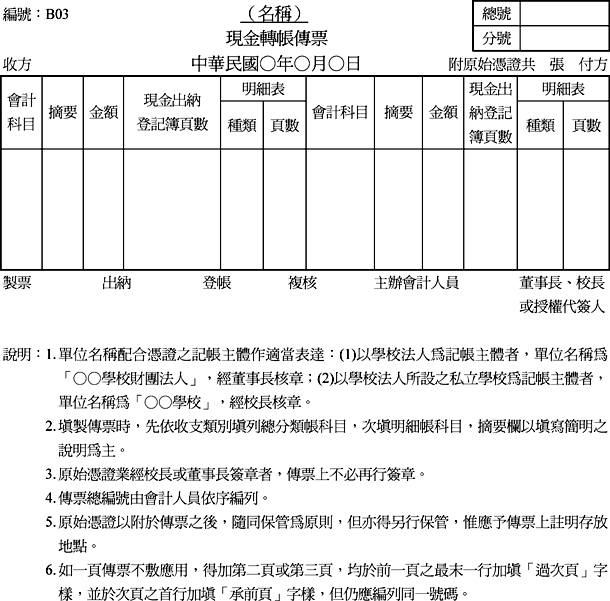 編號：B03
（名稱）
總號
現金轉帳傳票
分號
收方
中華民國〇年〇月〇日
附原始憑證共　張　付方
會計科目
摘要
金額
現金出納登記簿頁數
明細表
種類
頁數
會計科目
摘要
金額
現金出納登記簿頁數
明細表
種類
頁數
製票　出納　登帳　複核　主辦會計人員　董事長、校長
或授權代簽人
說明：1.單位名稱配合憑證之記帳主體作適當表達：(1)以學校法人為記帳主體者，單位名稱為
「〇〇學校財團法人」，經董事長核章；(2)以學校法人所設之私立學校為記帳主體者，
單位名稱為「〇〇學校」，經校長核章。
2.填製傳票時，先依收支類別填列總分類帳科目，次填明細帳科目，摘要欄以填寫簡明之
說明為主。
3.原始憑證業經校長或董事長簽章者，傳票上不必再行簽章。
4.傳票總編號由會計人員依序編列。
5.原始憑證以附於傳票之後，隨同保管為原則，但亦得另行保管，惟應予傳票上註明存放
地點。
6.如一頁傳票不敷應用，得加第二頁或第三頁，均於前一頁之最末一行加填「過次頁」字
樣，並於次頁之首行加填「承前頁」字樣，但仍應編列同一號碼。